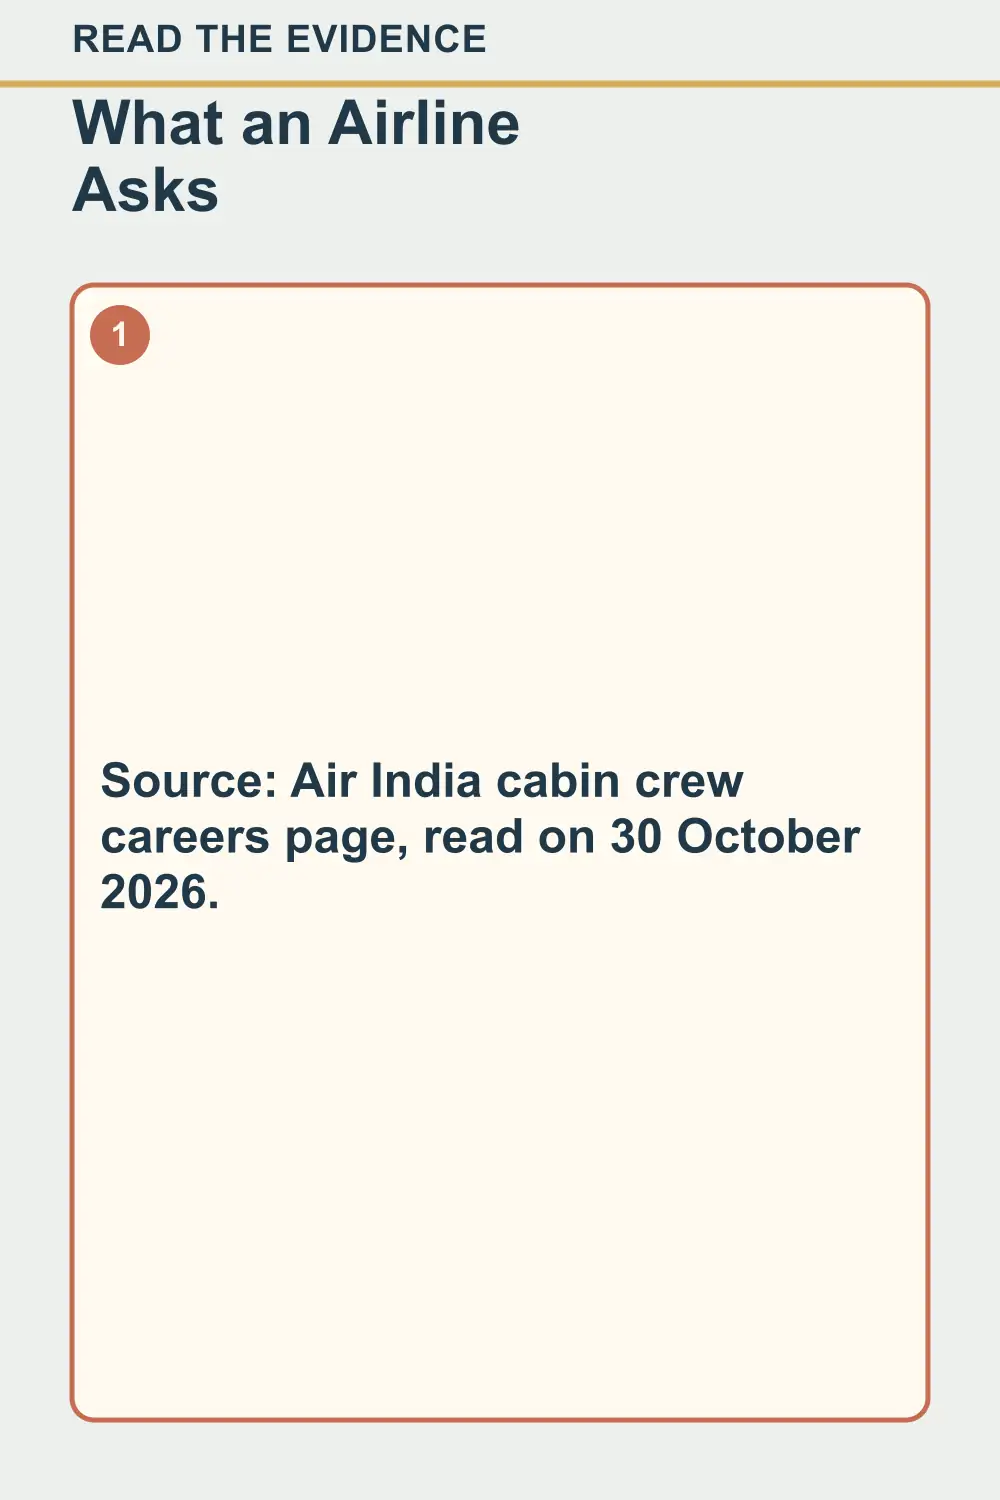 READ THE EVIDENCE
What an Airline
Asks
1
Source: Air India cabin crew
careers page, read on 30 October
2026.